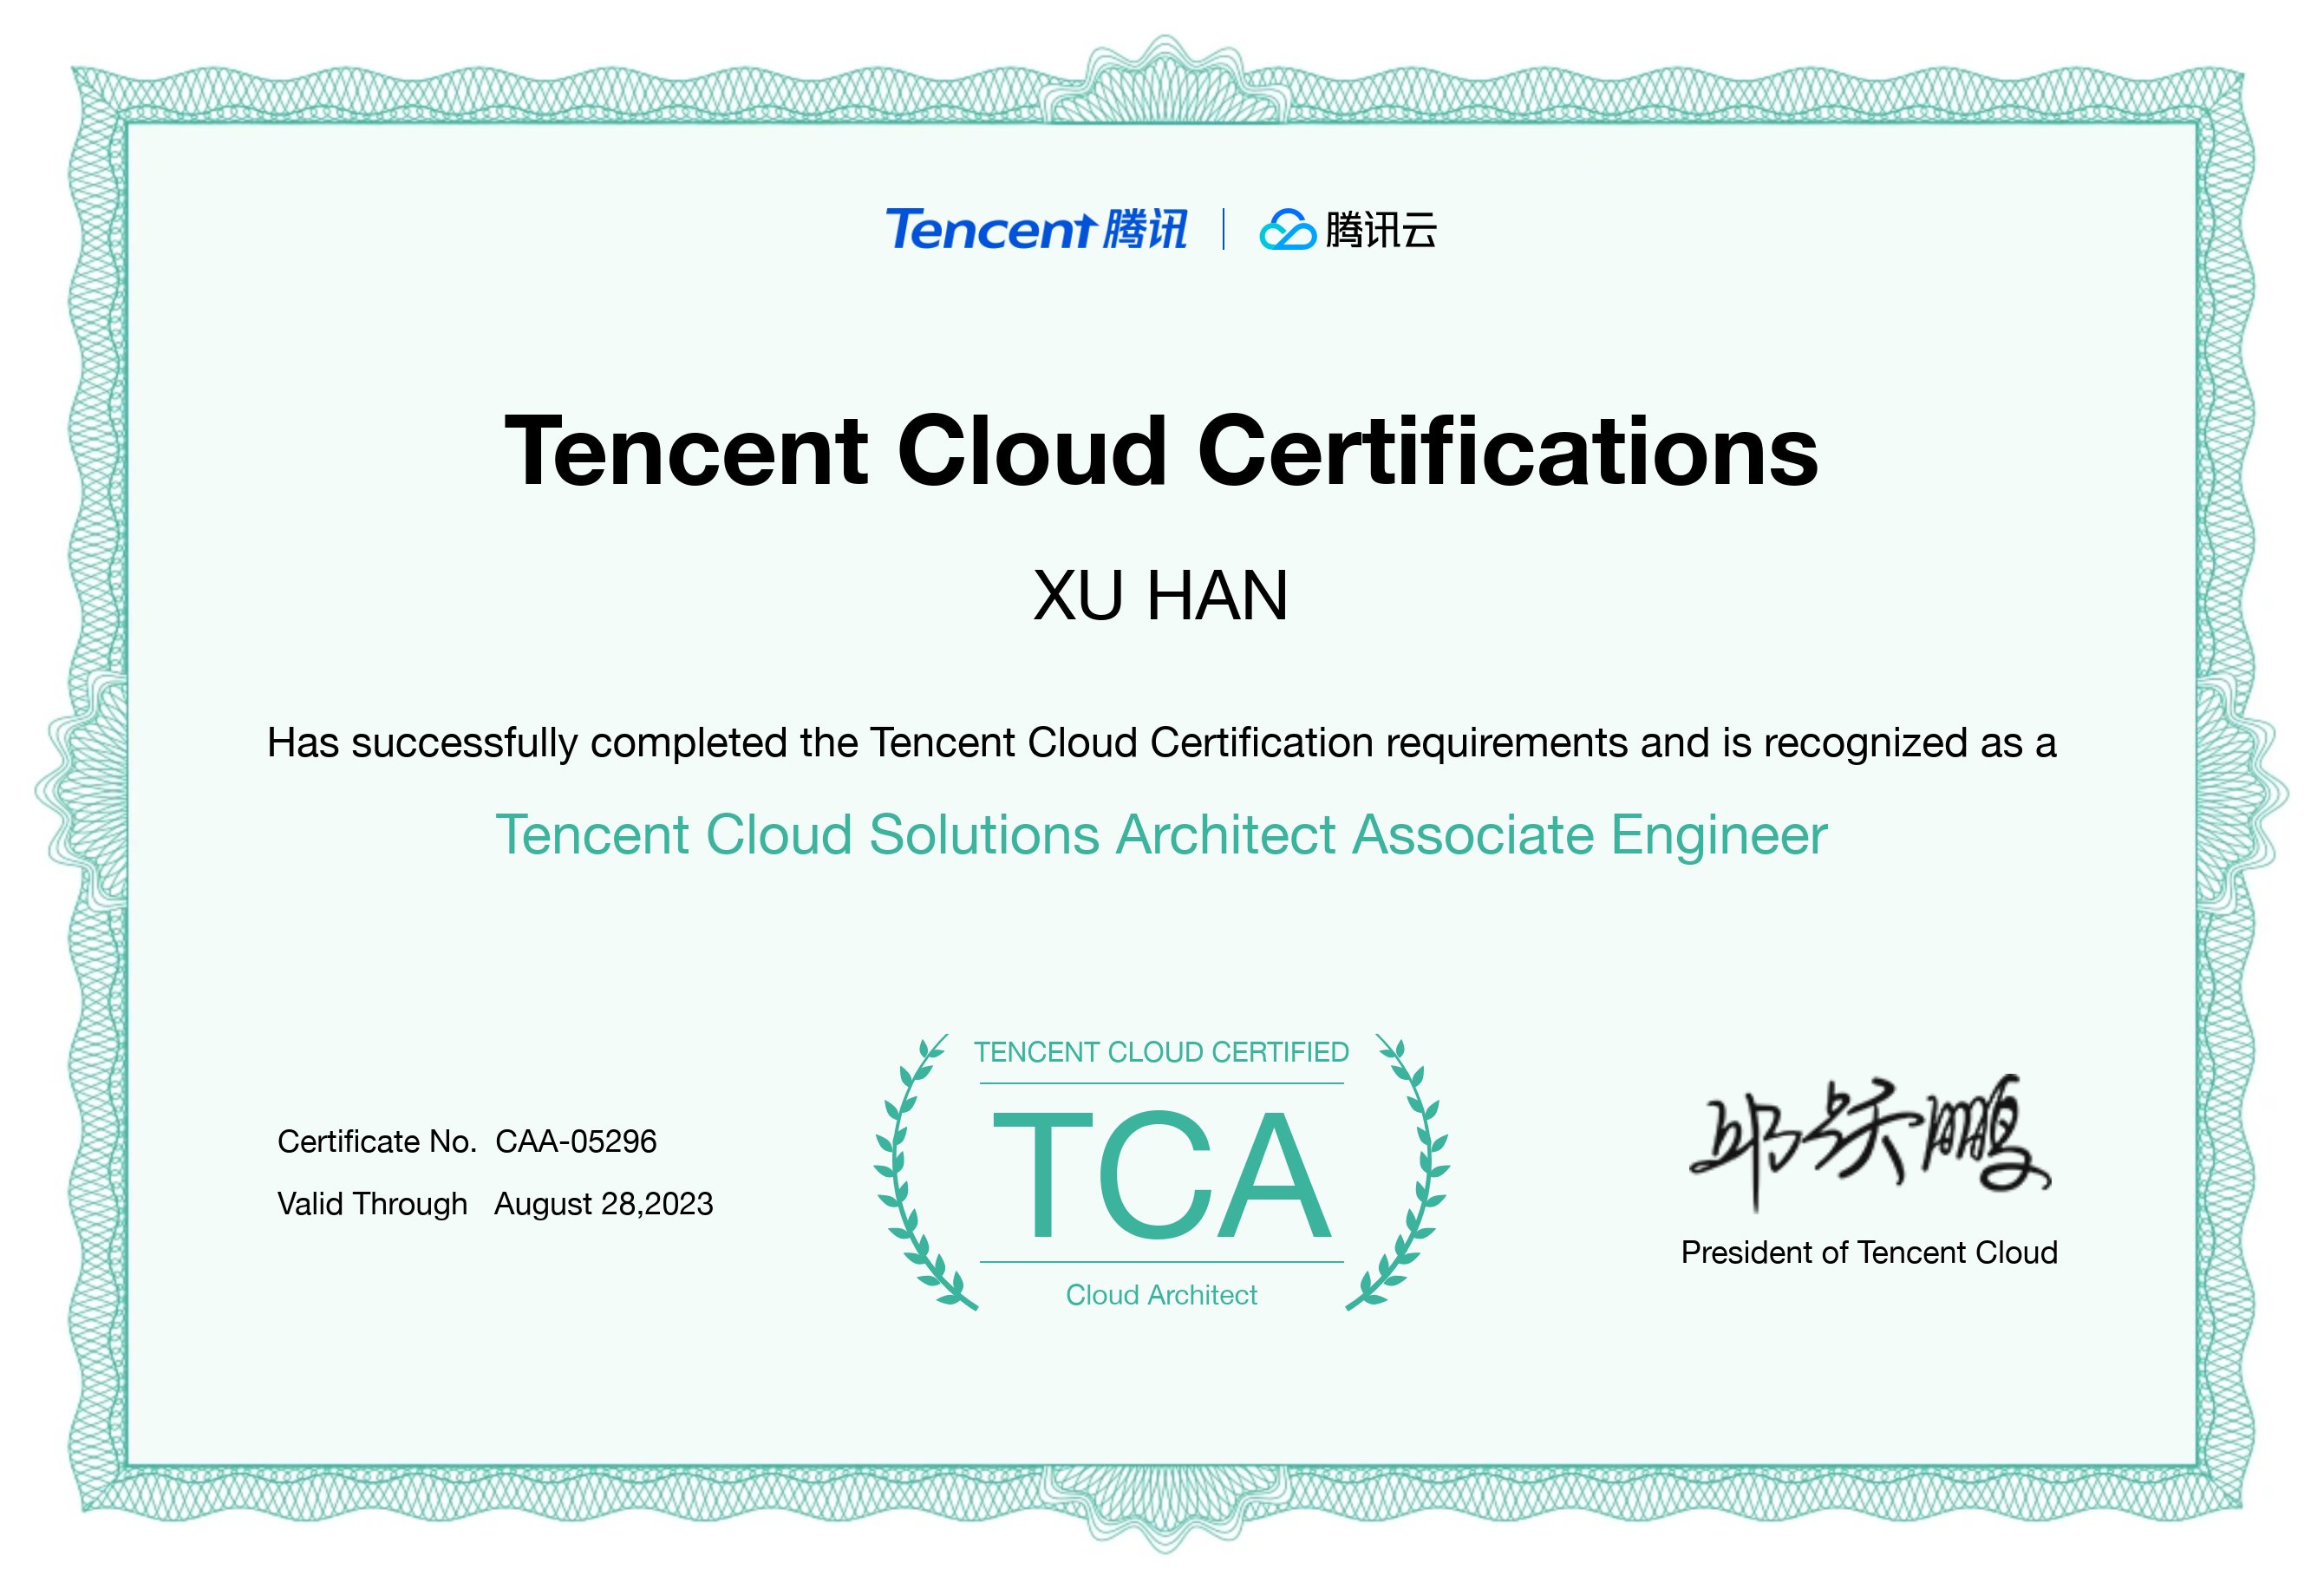 Tencent 腾讯 | 腾讯云
Tencent Cloud Certifications
XU HAN
Has successfully completed the Tencent Cloud Certification requirements and is recognized as a
Tencent Cloud Solutions Architect Associate Engineer
TENCENT CLOUD CERTIFIED
TCA
Cloud Architect
Certificate No. CAA-05296
Valid Through August 28,2023
邱跃鹏
President of Tencent Cloud